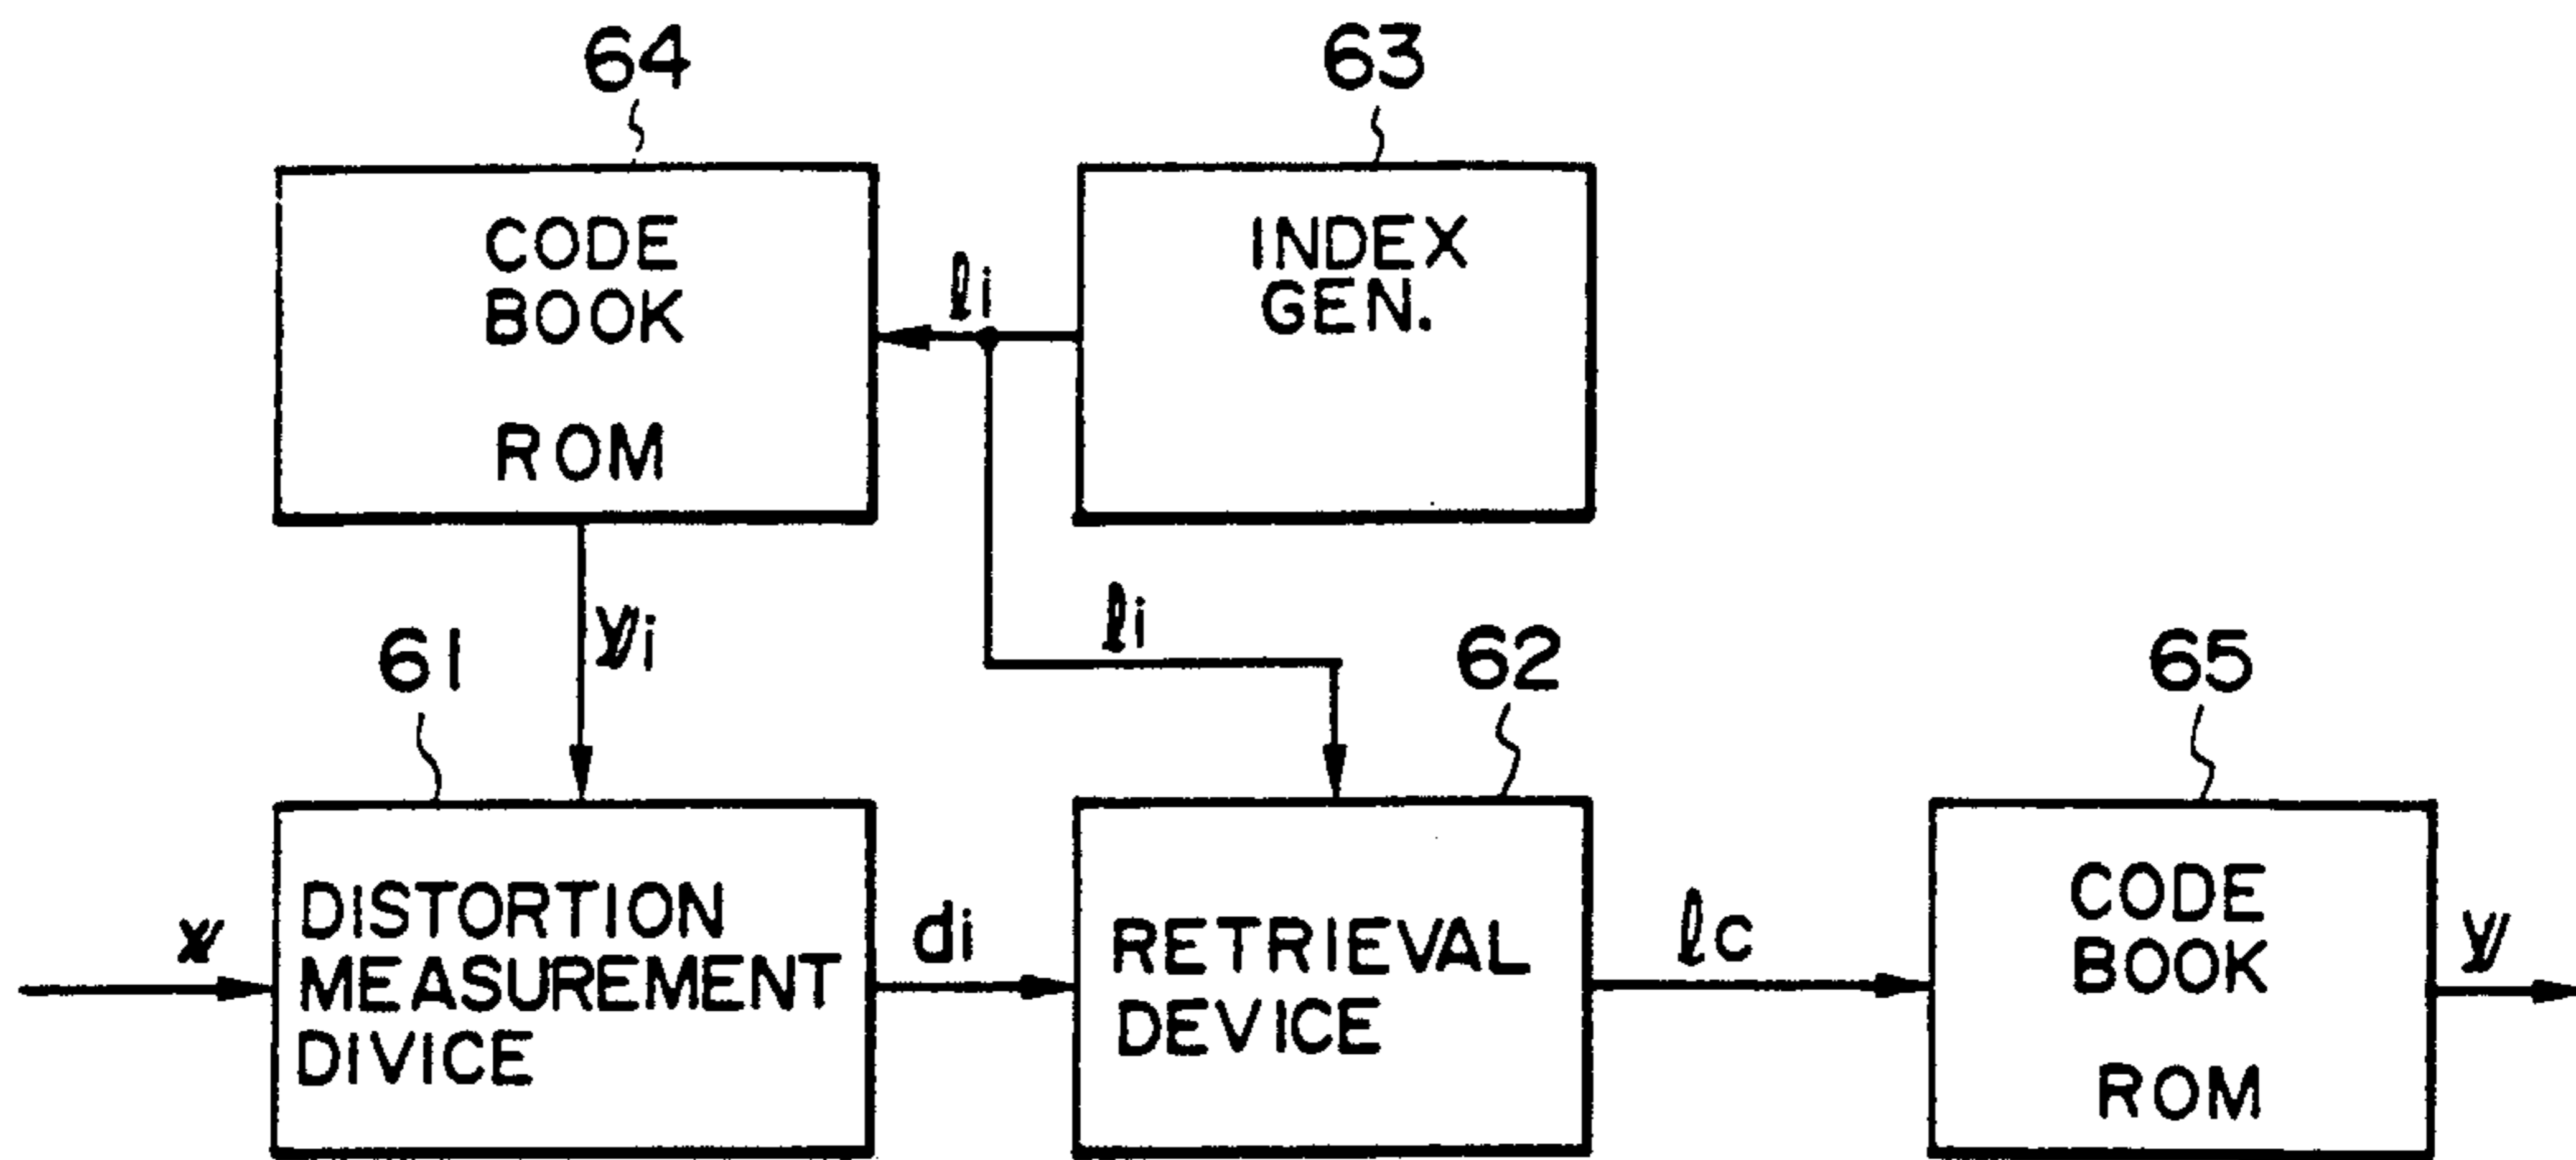 64
63
CODE
BOOK
ROM
INDEX
GEN.
ℓi
yi
ℓi
61
62
65
x
DISTORTION
MEASUREMENT
DIVICE
di
RETRIEVAL
DEVICE
ℓc
CODE
BOOK
ROM
y